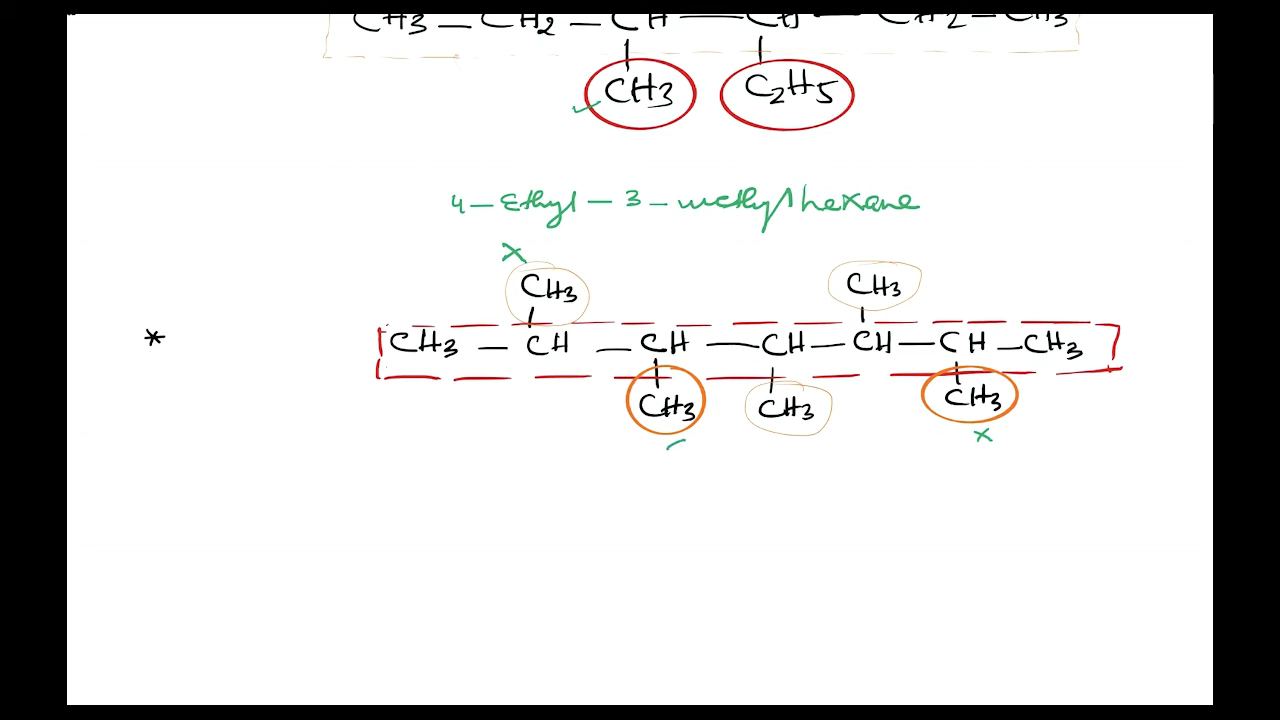 CH3 — CH2 — CH — CH — CH2 — CH3
CH3 C2H5
4 – Ethyl – 3 – methylhexane
x
CH3 CH3
* CH3 — CH — CH — CH — CH — CH — CH3
CH3 CH3 CH3
x